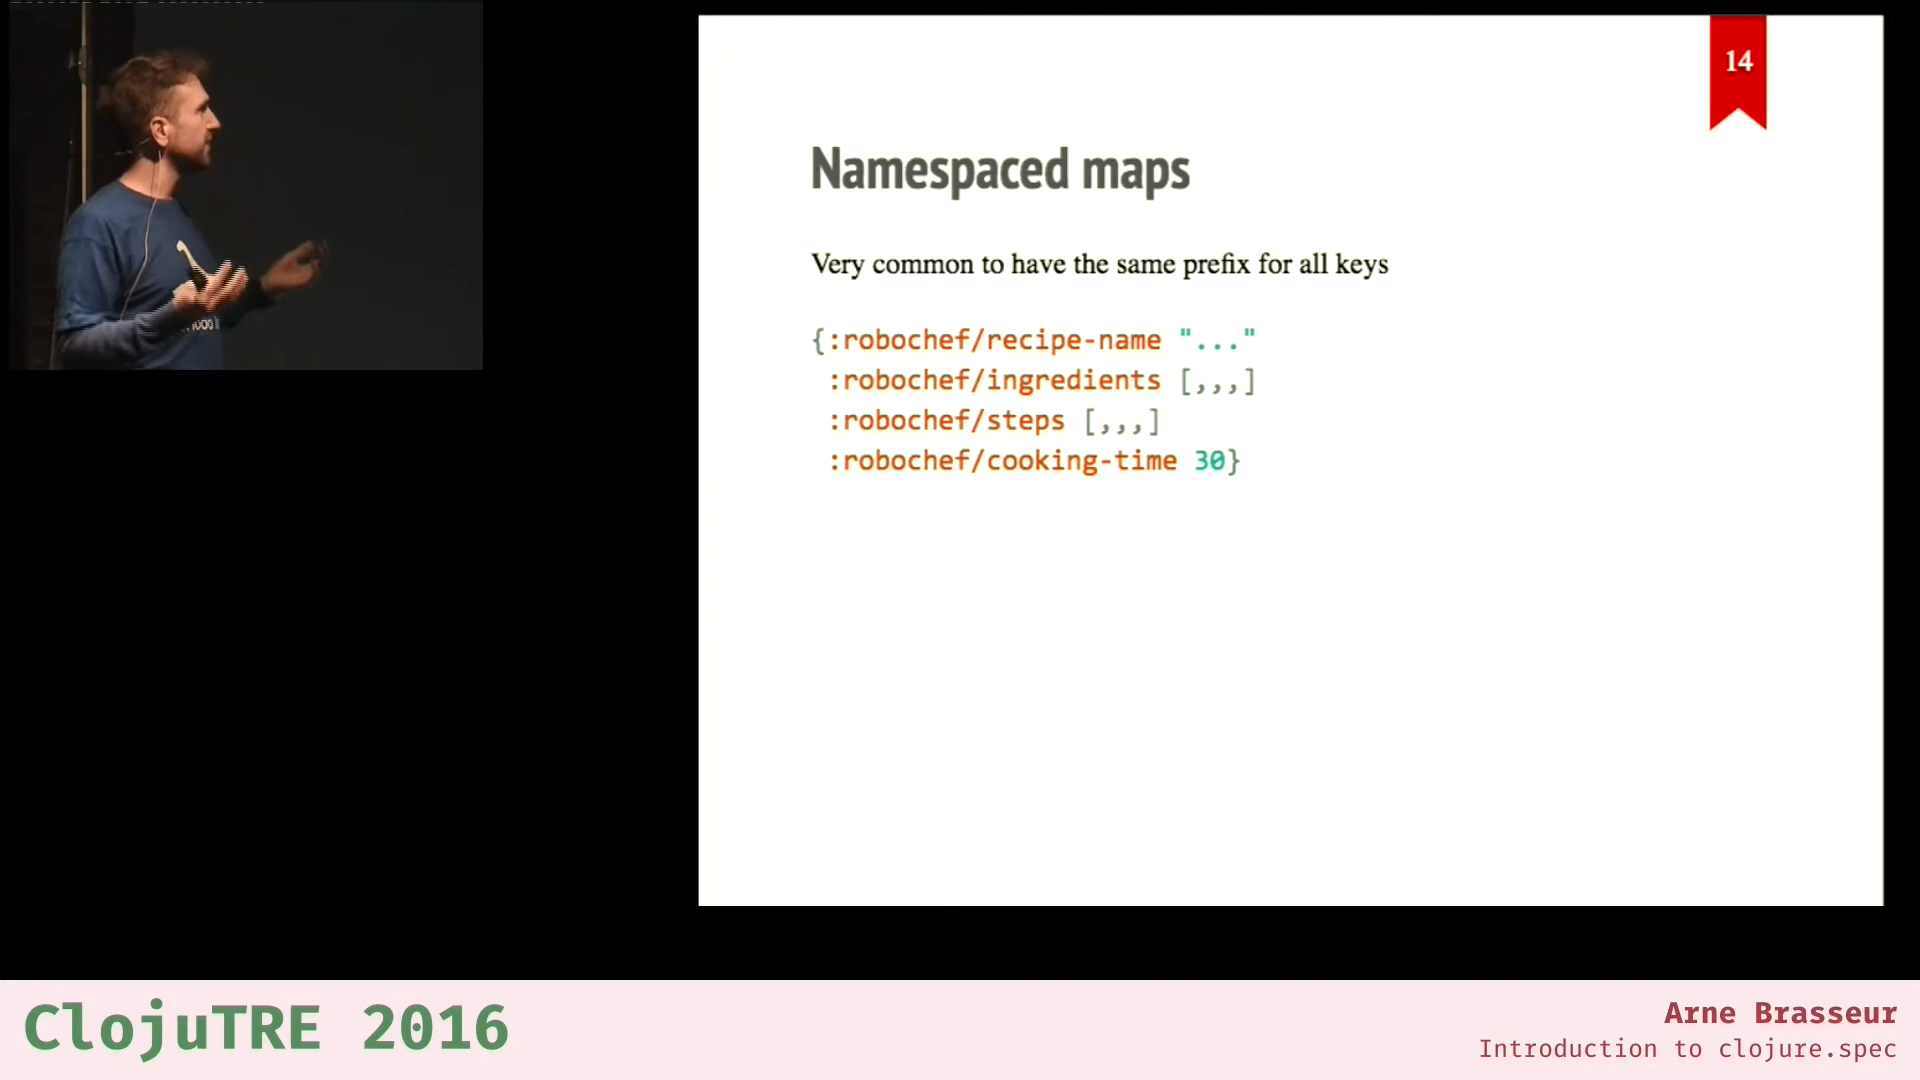 14
Namespaced maps
Very common to have the same prefix for all keys
{:robochef/recipe-name "..."
:robochef/ingredients [,,,]
:robochef/steps [,,,]
:robochef/cooking-time 30}
ClojuTRE 2016
Arne Brasseur
Introduction to clojure.spec